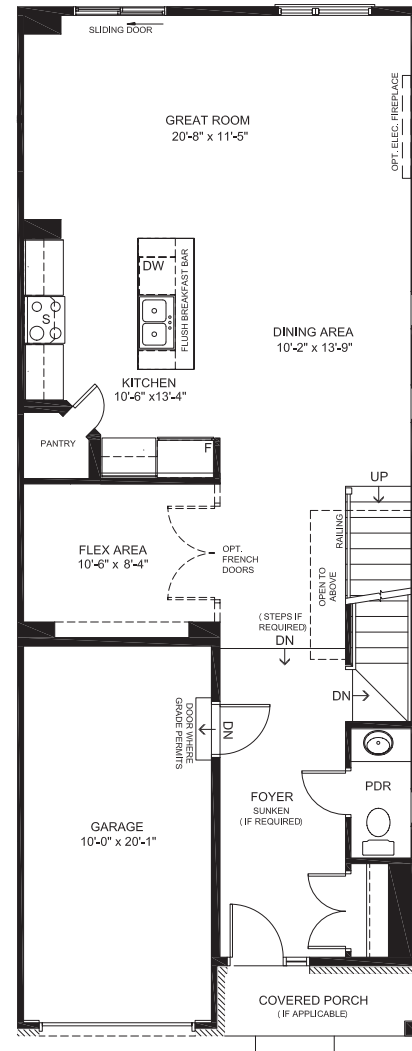 SLIDING DOOR
GREAT ROOM
20'-8" x 11'-5"
OPT. ELEC. FIREPLACE
DW
FLUSH BREAKFAST BAR
S
DINING AREA
10'-2" x 13'-9"
KITCHEN
10'-6" x13'-4"
PANTRY
F
UP
RAILING
FLEX AREA
10'-6" x 8'-4"
OPT.
FRENCH
DOORS
OPEN TO
ABOVE
( STEPS IF
REQUIRED)
DN
DN
DOOR WHERE
GRADE PERMITS
DN
PDR
FOYER
SUNKEN
( IF REQUIRED)
GARAGE
10'-0" x 20'-1"
COVERED PORCH
( IF APPLICABLE)